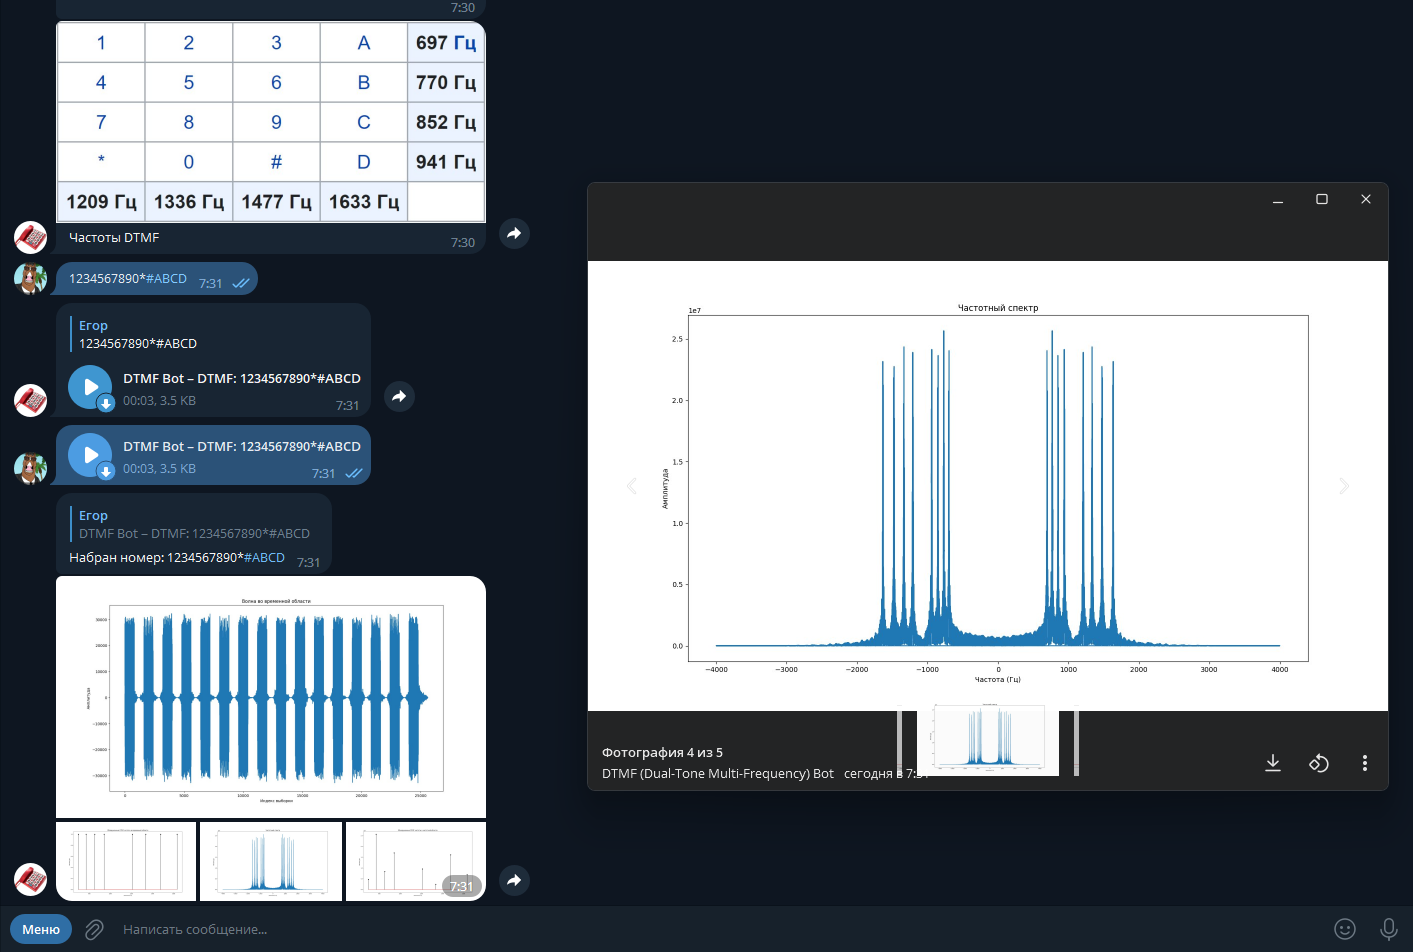 7:30
1 2 3 A 697 Гц
4 5 6 B 770 Гц
7 8 9 C 852 Гц
* 0 # D 941 Гц
1209 Гц 1336 Гц 1477 Гц 1633 Гц
Частоты DTMF 7:30
1234567890*#ABCD 7:31
Егор
1234567890*#ABCD
DTMF Bot – DTMF: 1234567890*#ABCD
00:03, 3.5 KB 7:31
DTMF Bot – DTMF: 1234567890*#ABCD
00:03, 3.5 KB 7:31
Егор
DTMF Bot – DTMF: 1234567890*#ABCD
Набран номер: 1234567890*#ABCD 7:31
Волна во временной области
30000
20000
10000
0
−10000
−20000
−30000
Амплитуда
0 5000 10000 15000 20000 25000
Индекс выборки
7:31
Меню Написать сообщение...
Частотный спектр
1e7
2.5
2.0
1.5
1.0
0.5
0.0
Амплитуда
−4000 −3000 −2000 −1000 0 1000 2000 3000 4000
Частота (Гц)
Фотография 4 из 5
DTMF (Dual-Tone Multi-Frequency) Bot сегодня в 7:31